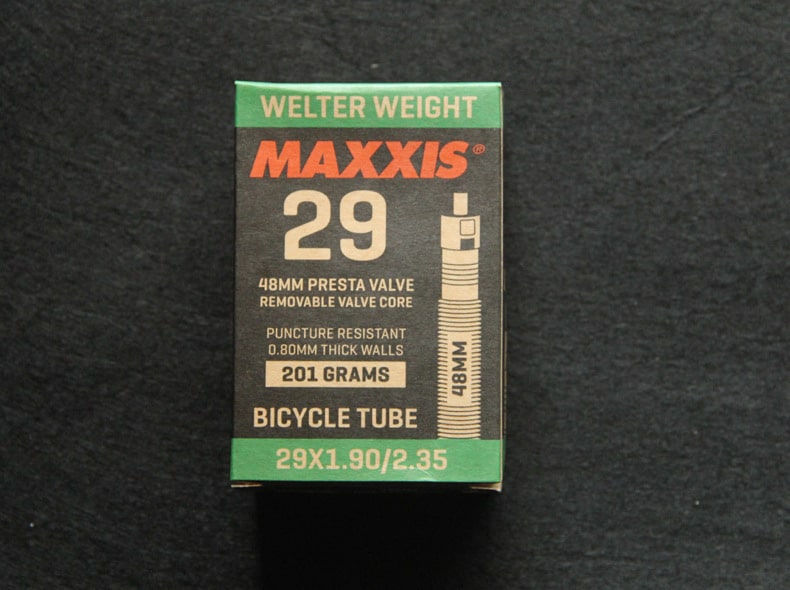 WELTER WEIGHT
MAXXIS®
29
48MM PRESTA VALVE
REMOVABLE VALVE CORE
PUNCTURE RESISTANT
0.80MM THICK WALLS
201 GRAMS
48MM
BICYCLE TUBE
29X1.90/2.35